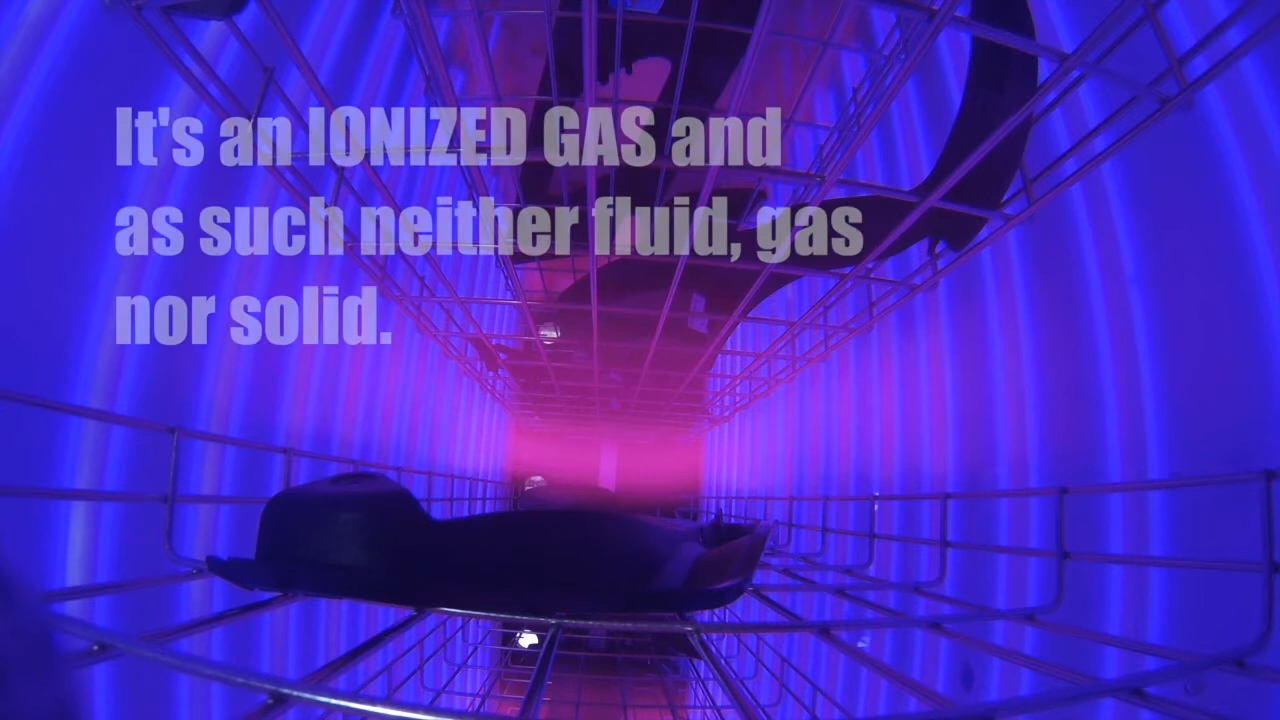 It's an IONIZED GAS and
as such neither fluid, gas
nor solid.